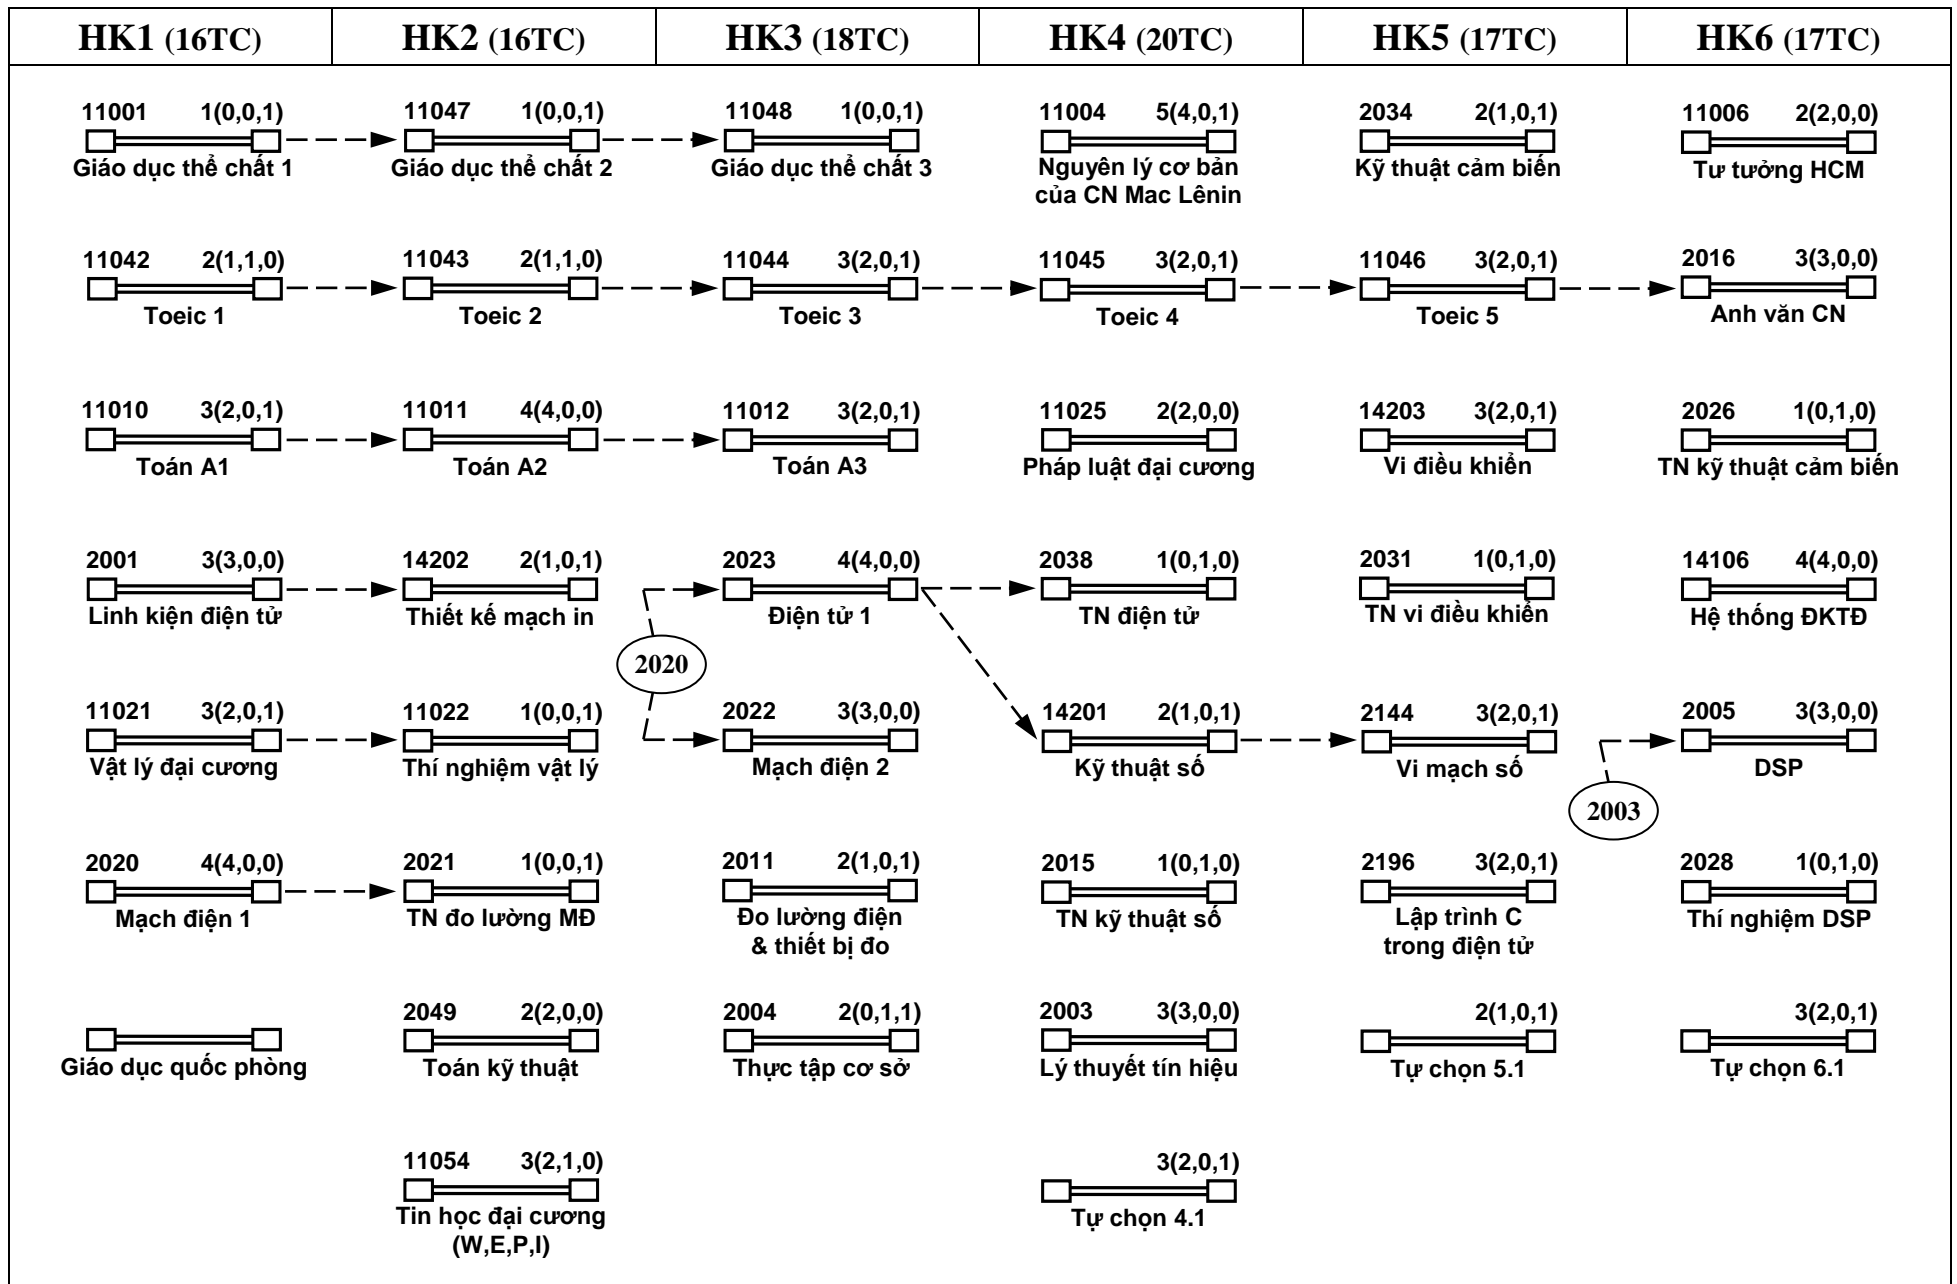 HK1 (16TC) HK2 (16TC) HK3 (18TC) HK4 (20TC) HK5 (17TC) HK6 (17TC)
11001 1(0,0,1) 11047 1(0,0,1) 11048 1(0,0,1) 11004 5(4,0,1) 2034 2(1,0,1) 11006 2(2,0,0)
Giáo dục thể chất 1 Giáo dục thể chất 2 Giáo dục thể chất 3 Nguyên lý cơ bản Kỹ thuật cảm biến Tư tưởng HCM
của CN Mac Lênin
11042 2(1,1,0) 11043 2(1,1,0) 11044 3(2,0,1) 11045 3(2,0,1) 11046 3(2,0,1) 2016 3(3,0,0)
Toeic 1 Toeic 2 Toeic 3 Toeic 4 Toeic 5 Anh văn CN
11010 3(2,0,1) 11011 4(4,0,0) 11012 3(2,0,1) 11025 2(2,0,0) 14203 3(2,0,1) 2026 1(0,1,0)
Toán A1 Toán A2 Toán A3 Pháp luật đại cương Vi điều khiển TN kỹ thuật cảm biến
2001 3(3,0,0) 14202 2(1,0,1) 2023 4(4,0,0) 2038 1(0,1,0) 2031 1(0,1,0) 14106 4(4,0,0)
Linh kiện điện tử Thiết kế mạch in Điện tử 1 TN điện tử TN vi điều khiển Hệ thống ĐKTĐ
2020
11021 3(2,0,1) 11022 1(0,0,1) 2022 3(3,0,0) 14201 2(1,0,1) 2144 3(2,0,1) 2005 3(3,0,0)
Vật lý đại cương Thí nghiệm vật lý Mạch điện 2 Kỹ thuật số Vi mạch số DSP
2003
2020 4(4,0,0) 2021 1(0,0,1) 2011 2(1,0,1) 2015 1(0,1,0) 2196 3(2,0,1) 2028 1(0,1,0)
Mạch điện 1 TN đo lường MĐ Đo lường điện TN kỹ thuật số Lập trình C Thí nghiệm DSP
& thiết bị đo trong điện tử
2049 2(2,0,0) 2004 2(0,1,1) 2003 3(3,0,0) 2(1,0,1) 3(2,0,1)
Giáo dục quốc phòng Toán kỹ thuật Thực tập cơ sở Lý thuyết tín hiệu Tự chọn 5.1 Tự chọn 6.1
11054 3(2,1,0) 3(2,0,1)
Tin học đại cương Tự chọn 4.1
(W,E,P,I)